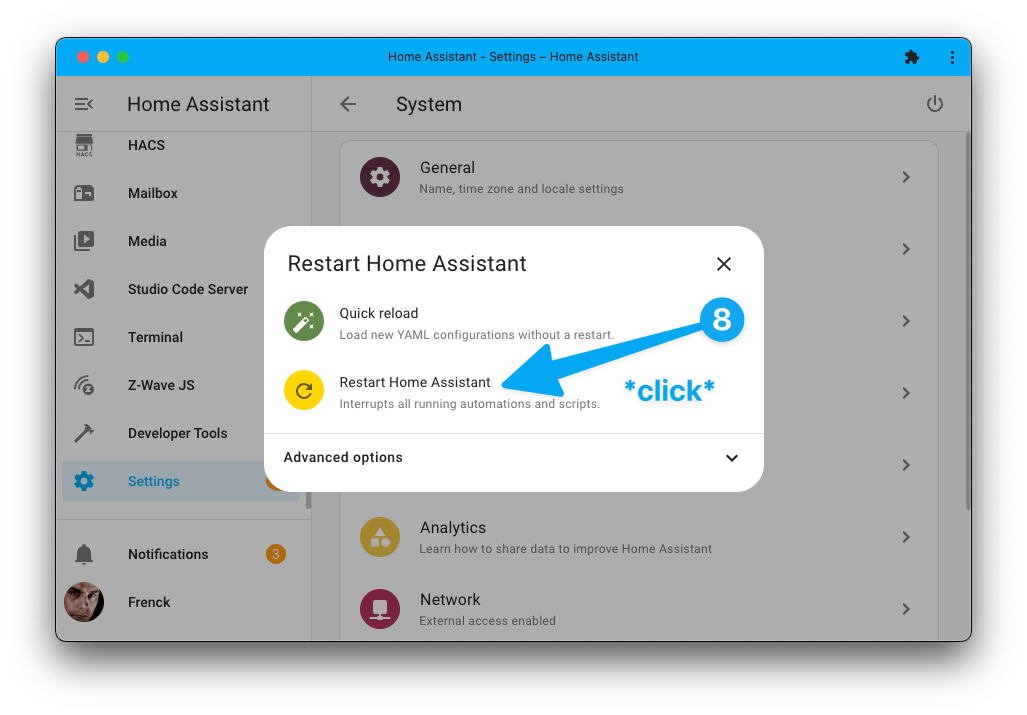 Home Assistant - Settings – Home Assistant
Home Assistant
System
HACS
HACS
Mailbox
Media
Studio Code Server
Terminal
Z-Wave JS
Developer Tools
Settings
Notifications
3
Frenck
General
Name, time zone and locale settings
Restart Home Assistant
Quick reload
Load new YAML configurations without a restart.
8
Restart Home Assistant
Interrupts all running automations and scripts.
*click*
Advanced options
Analytics
Learn how to share data to improve Home Assistant
Network
External access enabled